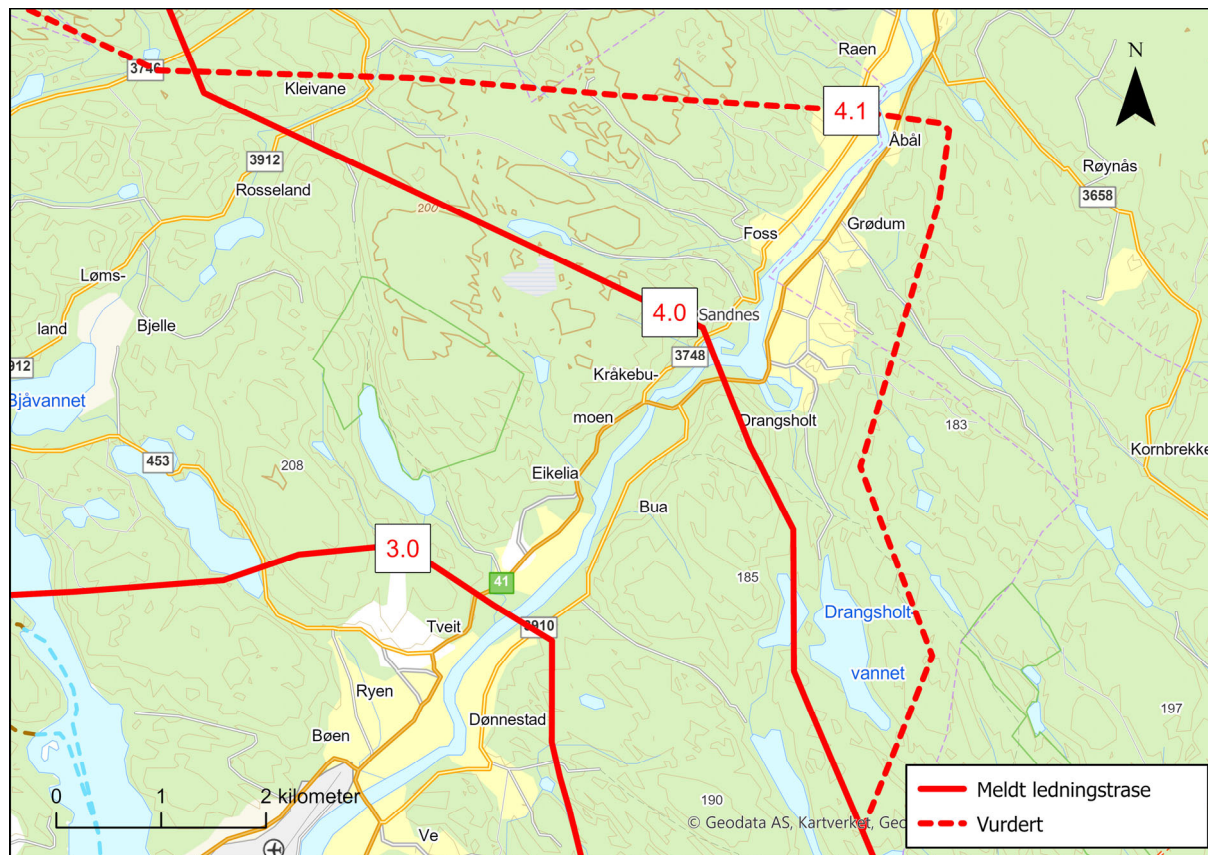 Raen
N
3746
Kleivane
4.1
Åbål
3912
Røynås
Rosseland
3658
200
Foss
Grødum
Løms-
land
Bjelle
4.0
Sandnes
3748
Kråkebu-
moen
912
Bjåvannet
Drangsholt
183
453
208
Eikelia
Kornbrekke
Bua
3.0
41
185
Tveit
3910
Drangsholt-
vannet
Ryen
Bøen
Dønnestad
197
0 1 2 kilometer
190
Ve
© Geodata AS, Kartverket, Geo
Meldt ledningstrase
Vurdert